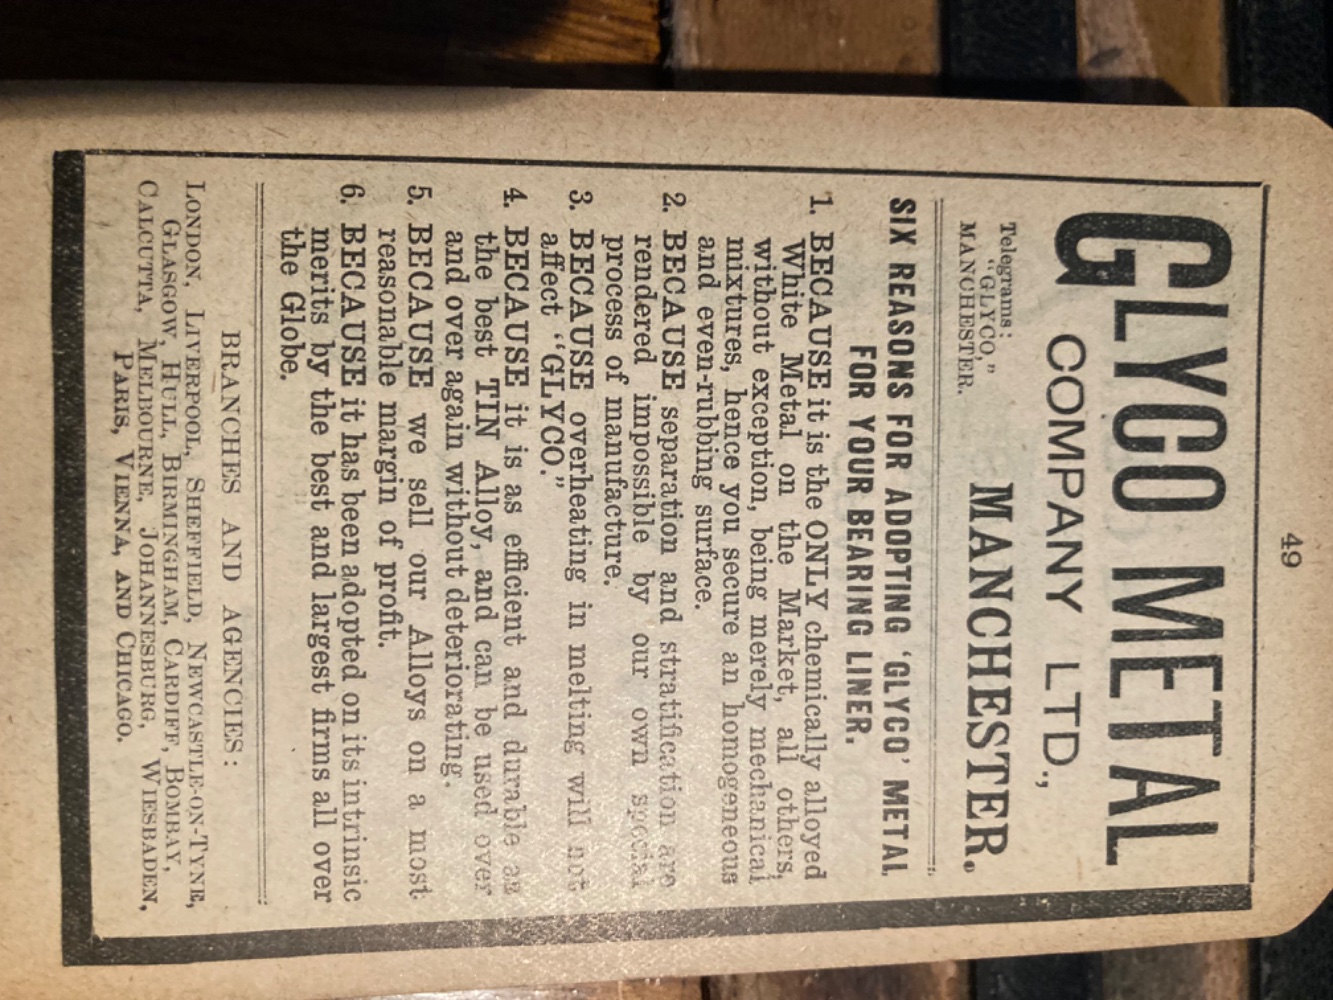 49
GLYCO METAL
COMPANY LTD.,
Telegrams:
"GLYCO,"
MANCHESTER.
MANCHESTER.
SIX REASONS FOR ADOPTING 'GLYCO' METAL
FOR YOUR BEARING LINER.
1. BECAUSE it is the ONLY chemically alloyed
White Metal on the Market, all others,
without exception, being merely mechanical
mixtures, hence you secure an homogeneous
and even-rubbing surface.
2. BECAUSE separation and stratification are
rendered impossible by our own special
process of manufacture.
3. BECAUSE overheating in melting will not
affect "GLYCO."
4. BECAUSE it is as efficient and durable as
the best TIN Alloy, and can be used over
and over again without deteriorating.
5. BECAUSE we sell our Alloys on a most
reasonable margin of profit.
6. BECAUSE it has been adopted on its intrinsic
merits by the best and largest firms all over
the Globe.
BRANCHES AND AGENCIES:
LONDON, LIVERPOOL, SHEFFIELD, NEWCASTLE-ON-TYNE,
GLASGOW, HULL, BIRMINGHAM, CARDIFF, BOMBAY,
CALCUTTA, MELBOURNE, JOHANNESBURG, WIESBADEN,
PARIS, VIENNA, AND CHICAGO.